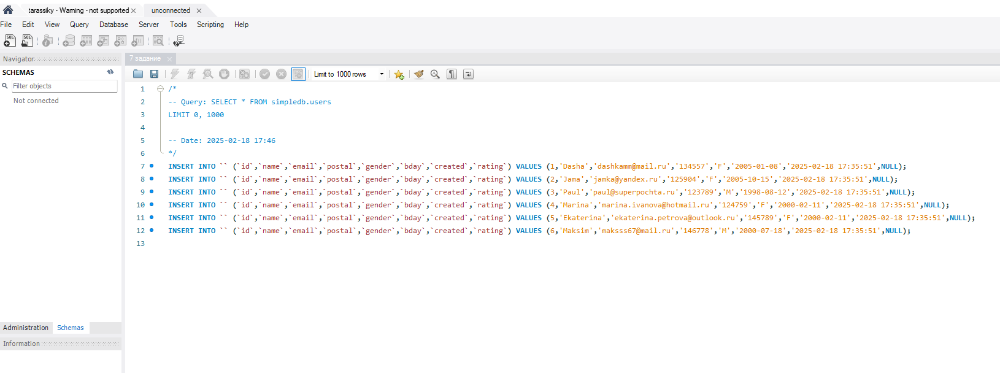 tarassiky - Warning - not supported × unconnected ×
File Edit View Query Database Server Tools Scripting Help
SQL SQL
Navigator
7 задание ×
SCHEMAS
Limit to 1000 rows
Filter objects
Not connected
1 /*
2 -- Query: SELECT * FROM simpledb.users
3 LIMIT 0, 1000
4
5 -- Date: 2025-02-18 17:46
6 */
7 INSERT INTO `` (`id`,`name`,`email`,`postal`,`gender`,`bday`,`created`,`rating`) VALUES (1,'Dasha','dashkamm@mail.ru','134557','F','2005-01-08','2025-02-18 17:35:51',NULL);
8 INSERT INTO `` (`id`,`name`,`email`,`postal`,`gender`,`bday`,`created`,`rating`) VALUES (2,'Jama','jamka@yandex.ru','125904','F','2005-10-15','2025-02-18 17:35:51',NULL);
9 INSERT INTO `` (`id`,`name`,`email`,`postal`,`gender`,`bday`,`created`,`rating`) VALUES (3,'Paul','paul@superpochta.ru','123789','M','1998-08-12','2025-02-18 17:35:51',NULL);
10 INSERT INTO `` (`id`,`name`,`email`,`postal`,`gender`,`bday`,`created`,`rating`) VALUES (4,'Marina','marina.ivanova@hotmail.ru','124759','F','2000-02-11','2025-02-18 17:35:51',NULL);
11 INSERT INTO `` (`id`,`name`,`email`,`postal`,`gender`,`bday`,`created`,`rating`) VALUES (5,'Ekaterina','ekaterina.petrova@outlook.ru','145789','F','2000-02-11','2025-02-18 17:35:51',NULL);
12 INSERT INTO `` (`id`,`name`,`email`,`postal`,`gender`,`bday`,`created`,`rating`) VALUES (6,'Maksim','maksss67@mail.ru','146778','M','2000-07-18','2025-02-18 17:35:51',NULL);
13
Administration Schemas
Information